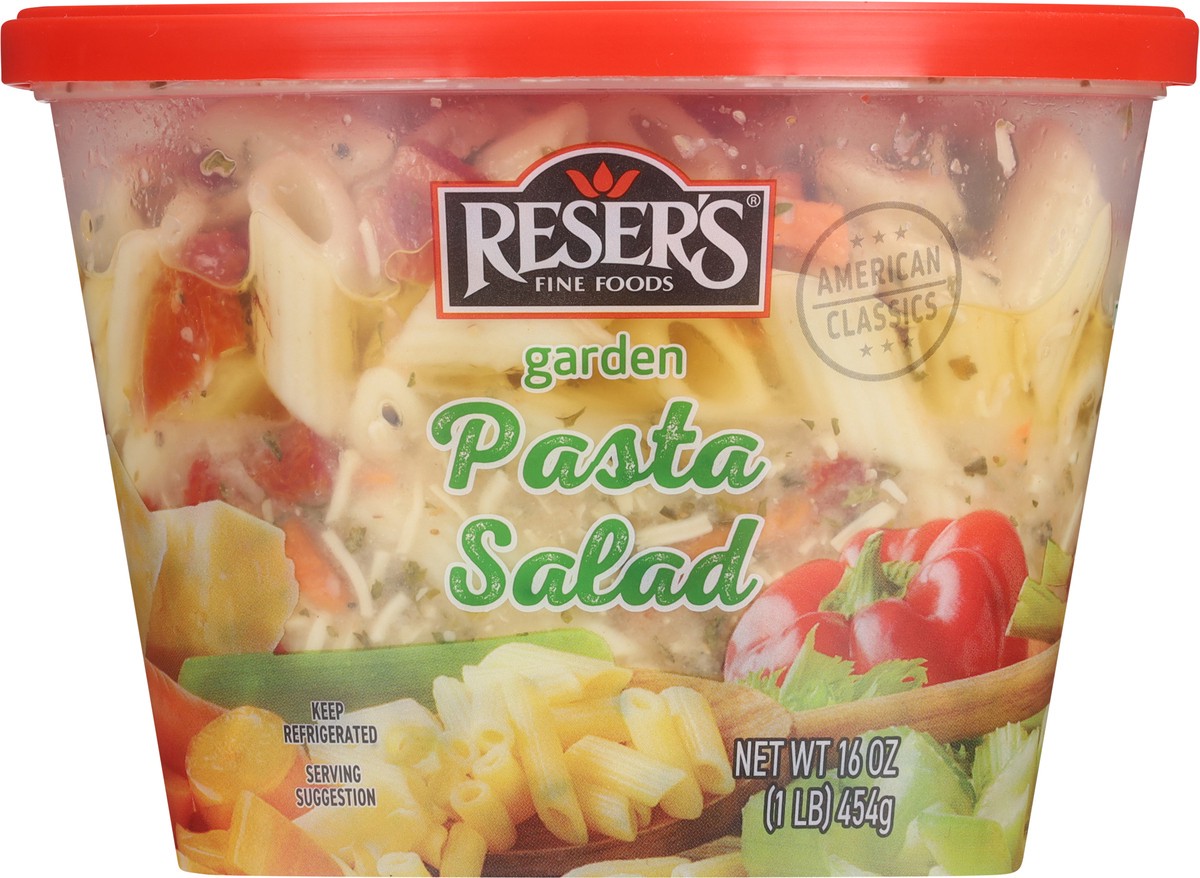 RESER'S®
FINE FOODS
AMERICAN
CLASSICS
garden
Pasta
Salad
KEEP
REFRIGERATED
SERVING
SUGGESTION
NET WT 16 OZ
(1 LB) 454g